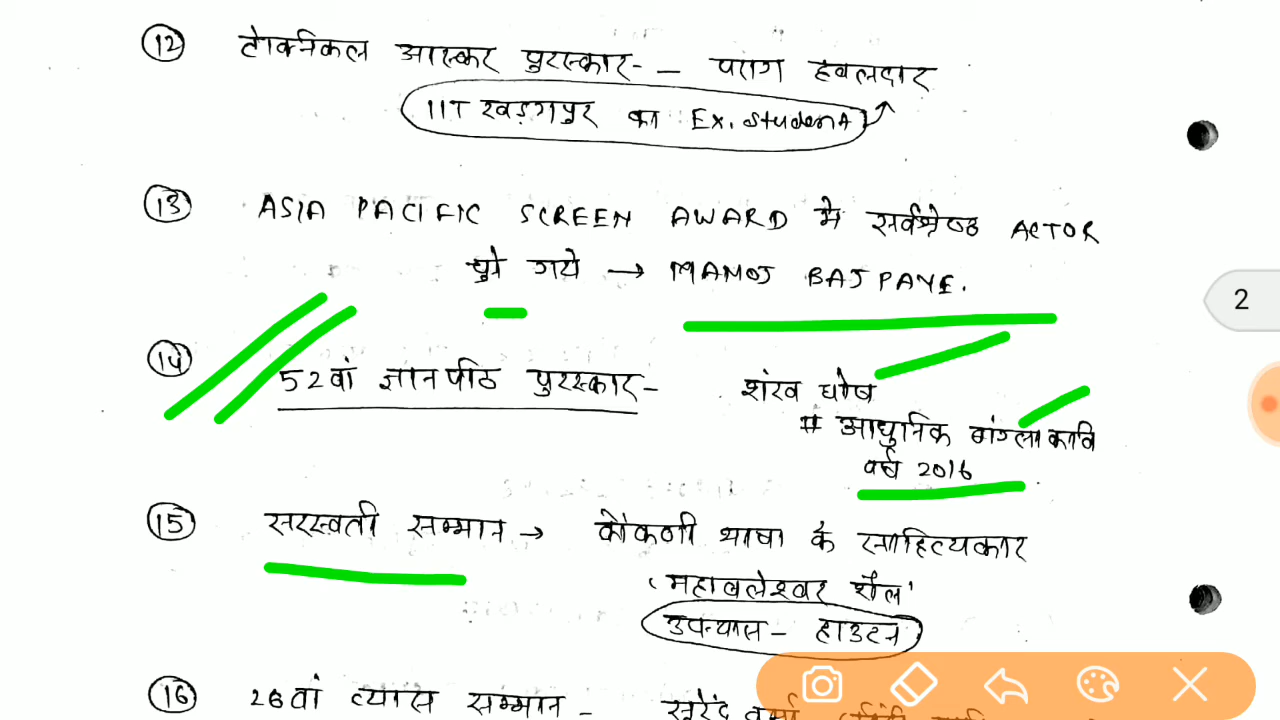 12 टेक्निकल आस्कर पुरस्कार - पराग हवलदार
IIT खड़गपुर का Ex. Student
13 ASIA PACIFIC SCREEN AWARD में सर्वश्रेष्ठ ACTOR
चुने गये → MANOJ BAJPAYE.
2
14 52वां ज्ञानपीठ पुरस्कार - शंख घोष
# आधुनिक बांग्ला कवि
वर्ष 2016
15 सरस्वती सम्मान → कोंकणी भाषा के साहित्यकार
'महाबलेश्वर शैल'
उपन्यास - हाउटन
16 26वां व्यास सम्मान - सुरेंद्र वर्मा